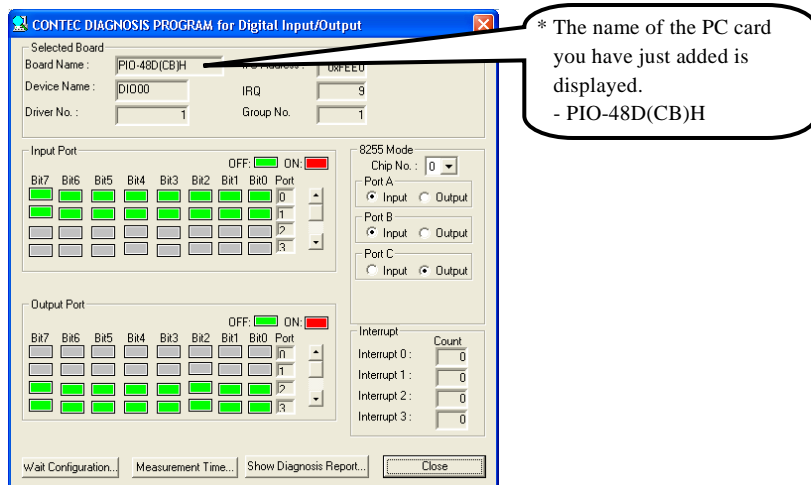 CONTEC DIAGNOSIS PROGRAM for Digital Input/Output
Selected Board
Board Name : PIO-48D(CB)H 0xFEE0
Device Name : DIO00 IRQ 9
Driver No. : 1 Group No. 1
Input Port
OFF: ON:
Bit7 Bit6 Bit5 Bit4 Bit3 Bit2 Bit1 Bit0 Port
0
1
2
3
8255 Mode
Chip No. : 0
Port A
Input Output
Port B
Input Output
Port C
Input Output
Output Port
OFF: ON:
Bit7 Bit6 Bit5 Bit4 Bit3 Bit2 Bit1 Bit0 Port
0
1
2
3
Interrupt
Count
Interrupt 0 : 0
Interrupt 1 : 0
Interrupt 2 : 0
Interrupt 3 : 0
Wait Configuration... Measurement Time... Show Diagnosis Report... Close
* The name of the PC card
you have just added is
displayed.
- PIO-48D(CB)H